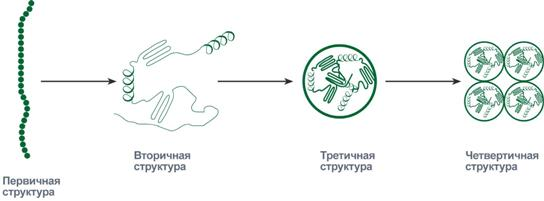 Первичная
структура
Вторичная
структура
Третичная
структура
Четвертичная
структура